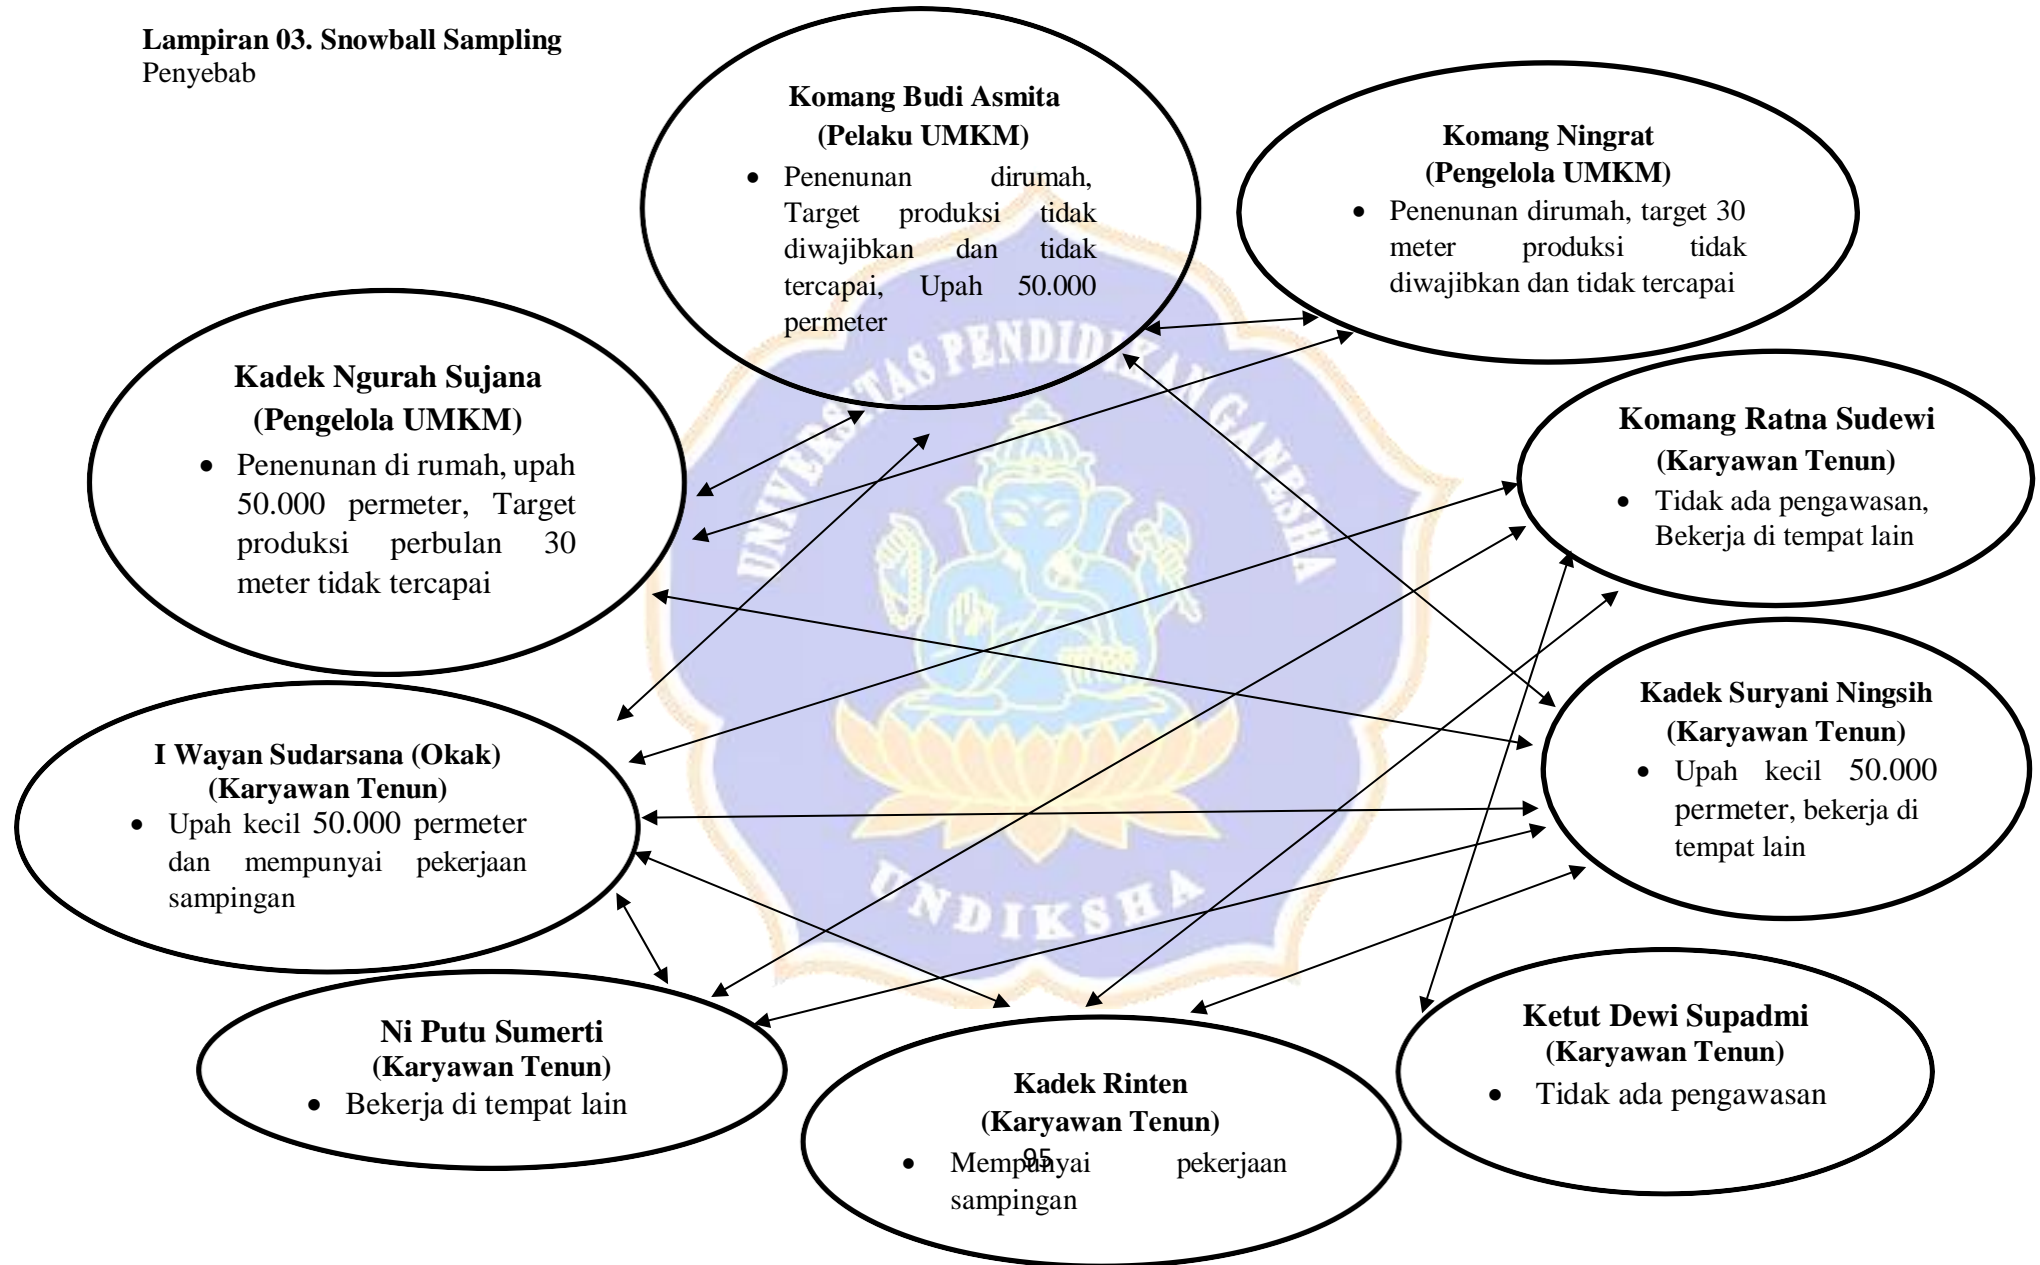 Lampiran 03. Snowball Sampling
Penyebab
Komang Budi Asmita
(Pelaku UMKM)
• Penenunan dirumah,
Target produksi tidak
diwajibkan dan tidak
tercapai, Upah 50.000
permeter
Komang Ningrat
(Pengelola UMKM)
• Penenunan dirumah, target 30
meter produksi tidak
diwajibkan dan tidak tercapai
Kadek Ngurah Sujana
(Pengelola UMKM)
• Penenunan di rumah, upah
50.000 permeter, Target
produksi perbulan 30
meter tidak tercapai
Komang Ratna Sudewi
(Karyawan Tenun)
• Tidak ada pengawasan,
Bekerja di tempat lain
I Wayan Sudarsana (Okak)
(Karyawan Tenun)
• Upah kecil 50.000 permeter
dan mempunyai pekerjaan
sampingan
Kadek Suryani Ningsih
(Karyawan Tenun)
• Upah kecil 50.000
permeter, bekerja di
tempat lain
Ni Putu Sumerti
(Karyawan Tenun)
• Bekerja di tempat lain
Kadek Rinten
(Karyawan Tenun)
• Mempunyai pekerjaan
sampingan
Ketut Dewi Supadmi
(Karyawan Tenun)
• Tidak ada pengawasan
UNIVERSITAS PENDIDIKAN GANESHA
UNDIKSHA
95